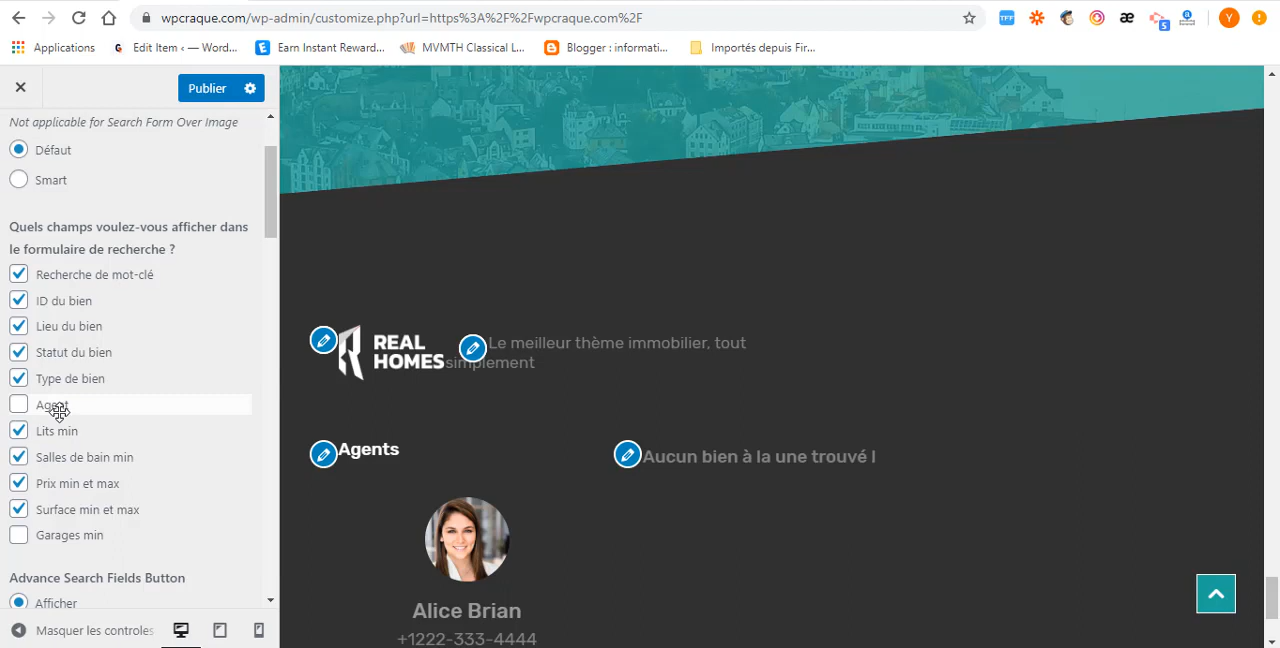 wpcraque.com/wp-admin/customize.php?url=https%3A%2F%2Fwpcraque.com%2F
TFF
æ
5
Y
Applications
G
Edit Item ‹ — Word...
Earn Instant Reward...
MVMTH Classical L...
Blogger : informati...
Importés depuis Fir...
Publier
Not applicable for Search Form Over Image
Défaut
Smart
Quels champs voulez-vous afficher dans
le formulaire de recherche ?
Recherche de mot-clé
ID du bien
Lieu du bien
Statut du bien
Type de bien
Agent
Lits min
Salles de bain min
Prix min et max
Surface min et max
Garages min
Advance Search Fields Button
Afficher
Masquer les controles
REAL
HOMES
Le meilleur thème immobilier, tout
simplement
Agents
Aucun bien à la une trouvé !
Alice Brian
+1222-333-4444